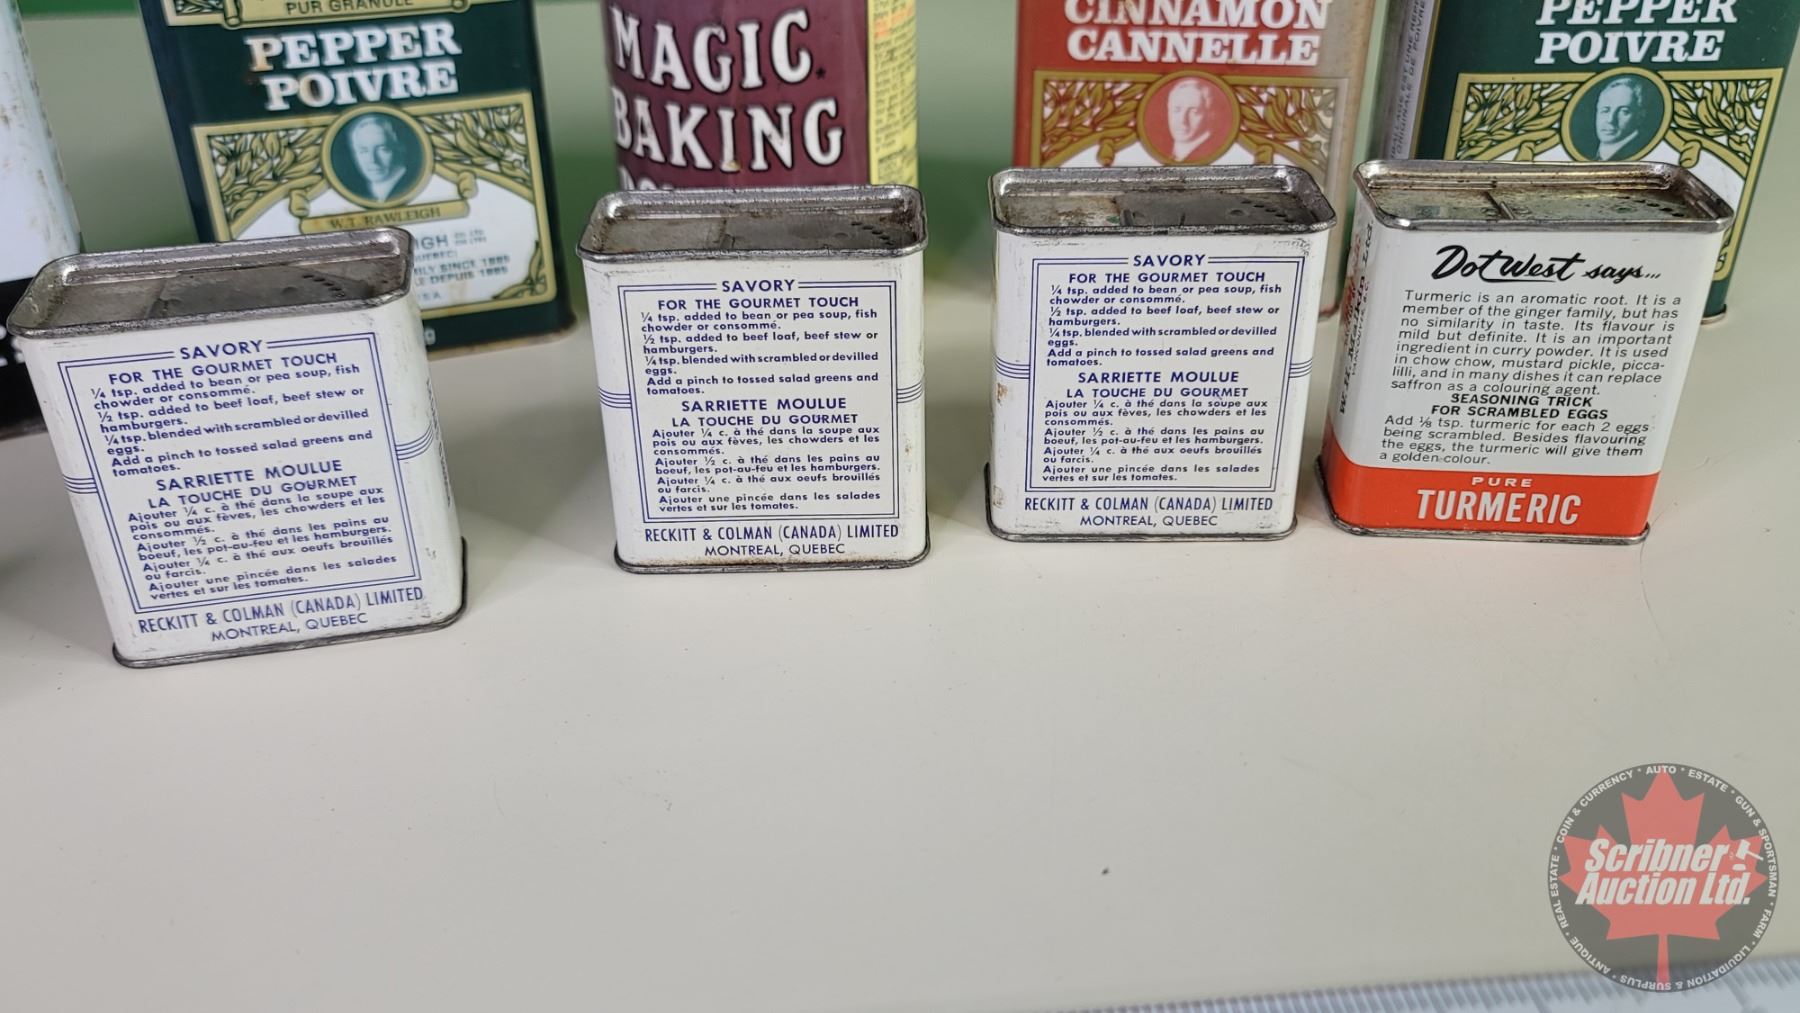 PUR GRANULÉ
PEPPER
POIVRE
W.T. RAWLEIGH
MAGIC
BAKING
CINNAMON
CANNELLE
PEPPER
POIVRE
SAVORY
FOR THE GOURMET TOUCH
¼ tsp. added to bean or pea soup, fish
chowder or consommé.
½ tsp. added to beef loaf, beef stew or
hamburgers.
¼ tsp. blended with scrambled or devilled
eggs.
Add a pinch to tossed salad greens and
tomatoes.
SARRIETTE MOULUE
LA TOUCHE DU GOURMET
Ajouter ¼ c. à thé dans la soupe aux
pois ou aux fèves, les chowders et les
consommés.
Ajouter ½ c. à thé dans les pains au
boeuf, les pot-au-feu et les hamburgers.
Ajouter ¼ c. à thé aux oeufs brouillés
ou farcis.
Ajouter une pincée dans les salades
vertes et sur les tomates.
RECKITT & COLMAN (CANADA) LIMITED
MONTREAL, QUEBEC
SAVORY
FOR THE GOURMET TOUCH
¼ tsp. added to bean or pea soup, fish
chowder or consommé.
½ tsp. added to beef loaf, beef stew or
hamburgers.
¼ tsp. blended with scrambled or devilled
eggs.
Add a pinch to tossed salad greens and
tomatoes.
SARRIETTE MOULUE
LA TOUCHE DU GOURMET
Ajouter ¼ c. à thé dans la soupe aux
pois ou aux fèves, les chowders et les
consommés.
Ajouter ½ c. à thé dans les pains au
boeuf, les pot-au-feu et les hamburgers.
Ajouter ¼ c. à thé aux oeufs brouillés
ou farcis.
Ajouter une pincée dans les salades
vertes et sur les tomates.
RECKITT & COLMAN (CANADA) LIMITED
MONTREAL, QUEBEC
SAVORY
FOR THE GOURMET TOUCH
¼ tsp. added to bean or pea soup, fish
chowder or consommé.
½ tsp. added to beef loaf, beef stew or
hamburgers.
¼ tsp. blended with scrambled or devilled
eggs.
Add a pinch to tossed salad greens and
tomatoes.
SARRIETTE MOULUE
LA TOUCHE DU GOURMET
Ajouter ¼ c. à thé dans la soupe aux
pois ou aux fèves, les chowders et les
consommés.
Ajouter ½ c. à thé dans les pains au
boeuf, les pot-au-feu et les hamburgers.
Ajouter ¼ c. à thé aux oeufs brouillés
ou farcis.
Ajouter une pincée dans les salades
vertes et sur les tomates.
RECKITT & COLMAN (CANADA) LIMITED
MONTREAL, QUEBEC
Dot West says...
Turmeric is an aromatic root. It is a
member of the ginger family, but has
no similarity in taste. Its flavour is
mild but definite. It is an important
ingredient in curry powder. It is used
in chow chow, mustard pickle, picca-
lilli, and in many dishes it can replace
saffron as a colouring agent.
SEASONING TRICK
FOR SCRAMBLED EGGS
Add ⅛ tsp. turmeric for each 2 eggs
being scrambled. Besides flavouring
the eggs, the turmeric will give them
a golden colour.
PURE
TURMERIC
Scribner
Auction Ltd.
REAL ESTATE * COIN & CURRENCY * AUTO * ESTATE * GUN & SPORTSMAN * FARM * LIQUIDATION & SURPLUS * ANTIQUE *